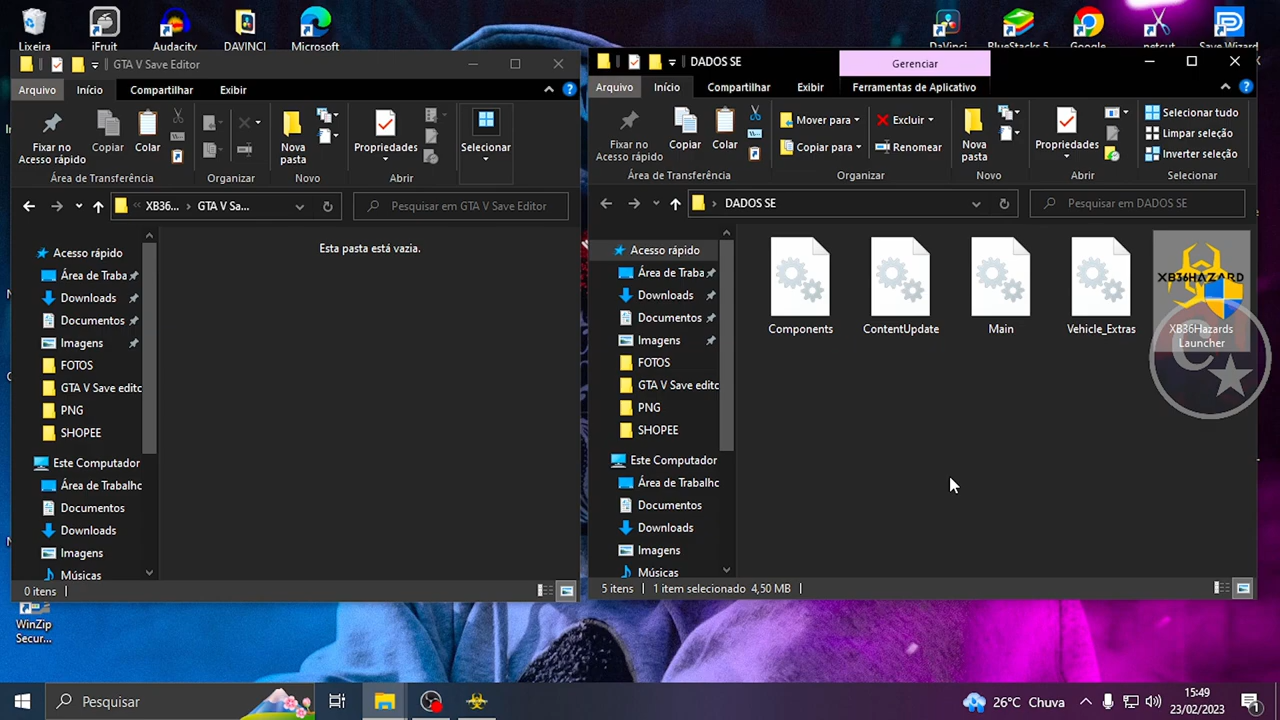 Lixeira
iFruit
Audacity
DAVINCI
Microsoft
DaVinci
BlueStacks 5
Google
netcut
Save Wizard
GTA V Save Editor
Arquivo
Início
Compartilhar
Exibir
Fixar no
Acesso rápido
Copiar
Colar
Nova
pasta
Propriedades
Selecionar
Área de Transferência
Organizar
Novo
Abrir
XB36...
GTA V Sa...
Pesquisar em GTA V Save Editor
Esta pasta está vazia.
Acesso rápido
Área de Traba
Downloads
Documentos
Imagens
FOTOS
GTA V Save edito
PNG
SHOPEE
Este Computador
Área de Trabalho
Documentos
Downloads
Imagens
Músicas
0 itens
DADOS SE
Gerenciar
Arquivo
Início
Compartilhar
Exibir
Ferramentas de Aplicativo
Fixar no
Acesso rápido
Copiar
Colar
Mover para
Copiar para
Excluir
Renomear
Nova
pasta
Propriedades
Selecionar tudo
Limpar seleção
Inverter seleção
Área de Transferência
Organizar
Novo
Abrir
Selecionar
DADOS SE
Pesquisar em DADOS SE
Acesso rápido
Área de Traba
Downloads
Documentos
Imagens
FOTOS
GTA V Save edito
PNG
SHOPEE
Este Computador
Área de Trabalho
Documentos
Downloads
Imagens
Músicas
Components
ContentUpdate
Main
Vehicle_Extras
XB36HAZARD
XB36Hazards
Launcher
5 itens
1 item selecionado 4,50 MB
WinZip
Secur...
Pesquisar
26°C Chuva
15:49
23/02/2023
1